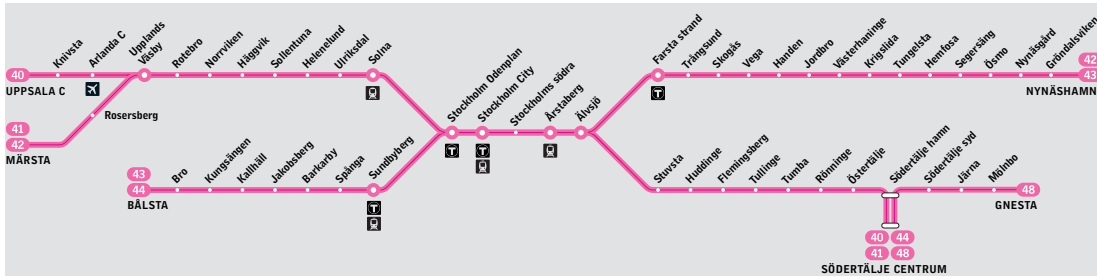 40
UPPSALA C
Knivsta
Arlanda C
Upplands
Väsby
Rotebro
Norrviken
Häggvik
Sollentuna
Helenelund
Ulriksdal
Solna
41
42
MÄRSTA
Rosersberg
43
44
BÅLSTA
Bro
Kungsängen
Kallhäll
Jakobsberg
Barkarby
Spånga
Sundbyberg
T
Stockholm Odenplan
T
Stockholm City
T
Stockholms södra
Årstaberg
Älvsjö
Farsta strand
T
Trångsund
Skogås
Vega
Handen
Jordbro
Västerhaninge
Krigslida
Tungelsta
Hemfosa
Segersäng
Ösmo
Nynäsgård
Gröndalsviken
42
43
NYNÄSHAMN
Stuvsta
Huddinge
Flemingsberg
Tullinge
Tumba
Rönninge
Östertälje
Södertälje hamn
Södertälje syd
Järna
Mölnbo
48
GNESTA
40 44
41 48
SÖDERTÄLJE CENTRUM